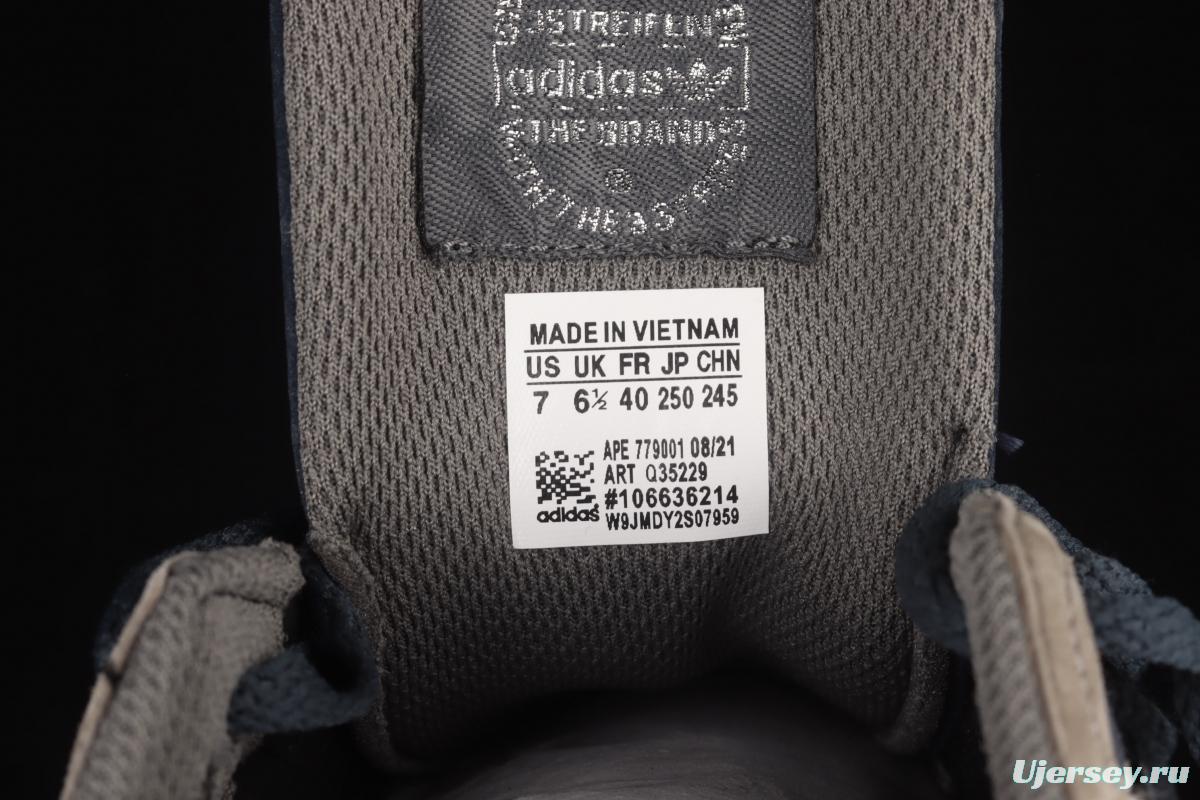 3STREIFEN
adidas
THE BRAND
WITH THE 3 STRIPES
®
MADE IN VIETNAM
US UK FR JP CHN
7 6½ 40 250 245
APE 779001 08/21
ART Q35229
#106636214
adidas
W9JMDY2S07959
Ujersey.ru